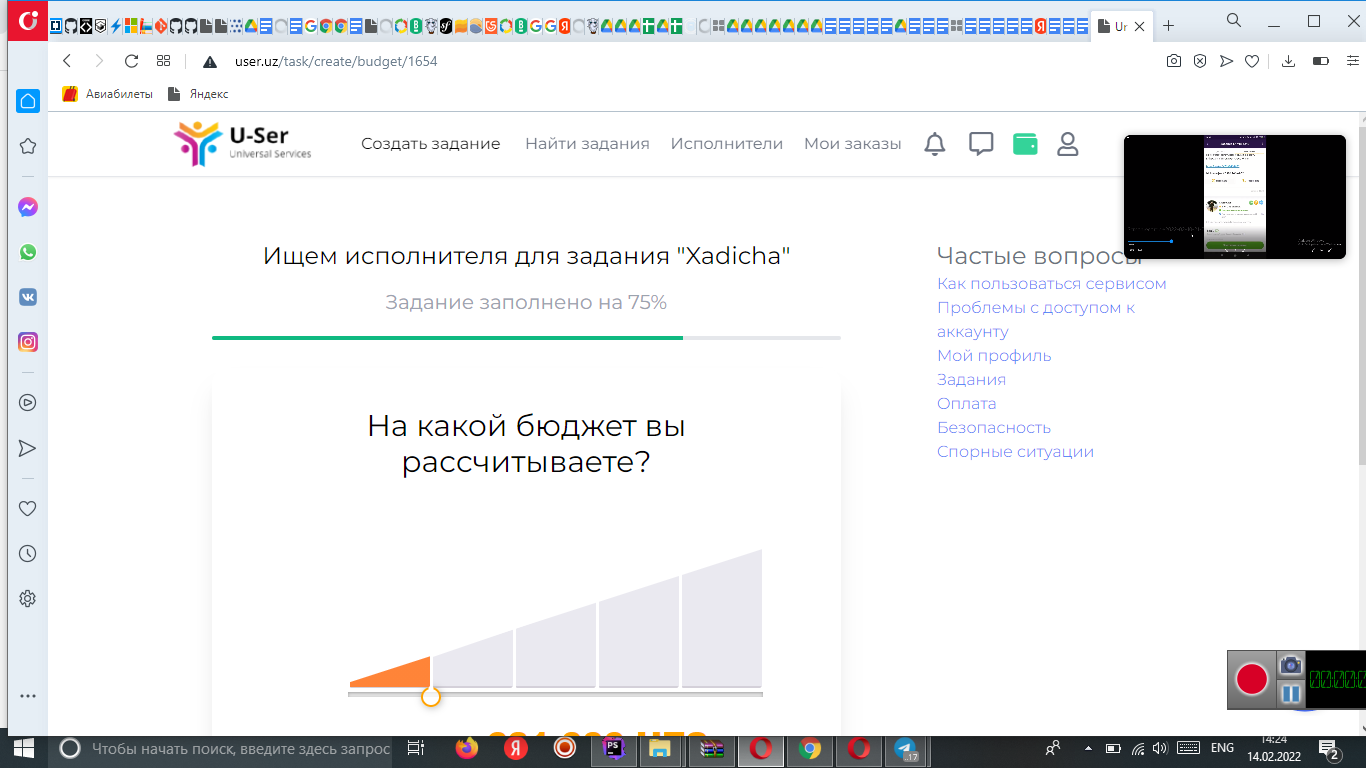 Ur
user.uz/task/create/budget/1654
Авиабилеты
Яндекс
U-Ser
Universal Services
Создать задание
Найти задания
Исполнители
Мои заказы
Ищем исполнителя для задания "Xadicha"
Задание заполнено на 75%
На какой бюджет вы
рассчитываете?
Частые вопросы
Как пользоваться сервисом
Проблемы с доступом к
аккаунту
Мой профиль
Задания
Оплата
Безопасность
Спорные ситуации
Чтобы начать поиск, введите здесь запрос
PS
..17
ENG
14:24
14.02.2022
2